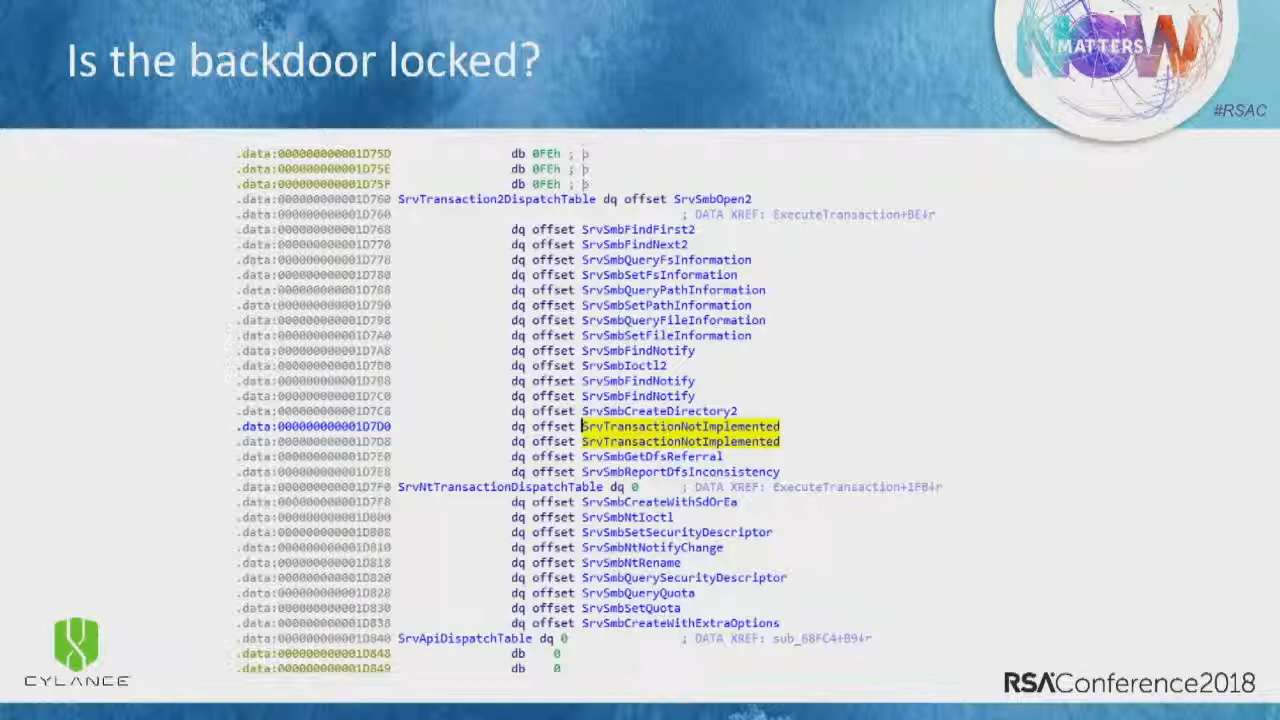 Is the backdoor locked?
NOW
MATTERS
#RSAC
.data:000000000001D75D db 0FEh ; þ
.data:000000000001D75E db 0FEh ; þ
.data:000000000001D75F db 0FEh ; þ
.data:000000000001D760 SrvTransaction2DispatchTable dq offset SrvSmbOpen2
.data:000000000001D760 ; DATA XREF: ExecuteTransaction+BE↓r
.data:000000000001D768 dq offset SrvSmbFindFirst2
.data:000000000001D770 dq offset SrvSmbFindNext2
.data:000000000001D778 dq offset SrvSmbQueryFsInformation
.data:000000000001D780 dq offset SrvSmbSetFsInformation
.data:000000000001D788 dq offset SrvSmbQueryPathInformation
.data:000000000001D790 dq offset SrvSmbSetPathInformation
.data:000000000001D798 dq offset SrvSmbQueryFileInformation
.data:000000000001D7A0 dq offset SrvSmbSetFileInformation
.data:000000000001D7A8 dq offset SrvSmbFindNotify
.data:000000000001D7B0 dq offset SrvSmbIoctl2
.data:000000000001D7B8 dq offset SrvSmbFindNotify
.data:000000000001D7C0 dq offset SrvSmbFindNotify
.data:000000000001D7C8 dq offset SrvSmbCreateDirectory2
.data:000000000001D7D0 dq offset SrvTransactionNotImplemented
.data:000000000001D7D8 dq offset SrvTransactionNotImplemented
.data:000000000001D7E0 dq offset SrvSmbGetDfsReferral
.data:000000000001D7E8 dq offset SrvSmbReportDfsInconsistency
.data:000000000001D7F0 SrvNtTransactionDispatchTable dq 0 ; DATA XREF: ExecuteTransaction+1FB↓r
.data:000000000001D7F8 dq offset SrvSmbCreateWithSdOrEa
.data:000000000001D800 dq offset SrvSmbNtIoctl
.data:000000000001D808 dq offset SrvSmbSetSecurityDescriptor
.data:000000000001D810 dq offset SrvSmbNtNotifyChange
.data:000000000001D818 dq offset SrvSmbNtRename
.data:000000000001D820 dq offset SrvSmbQuerySecurityDescriptor
.data:000000000001D828 dq offset SrvSmbQueryQuota
.data:000000000001D830 dq offset SrvSmbSetQuota
.data:000000000001D838 dq offset SrvSmbCreateWithExtraOptions
.data:000000000001D840 SrvApiDispatchTable dq 0 ; DATA XREF: sub_68FC4+B9↓r
.data:000000000001D848 db 0
.data:000000000001D849 db 0
CYLANCE
RSAConference2018